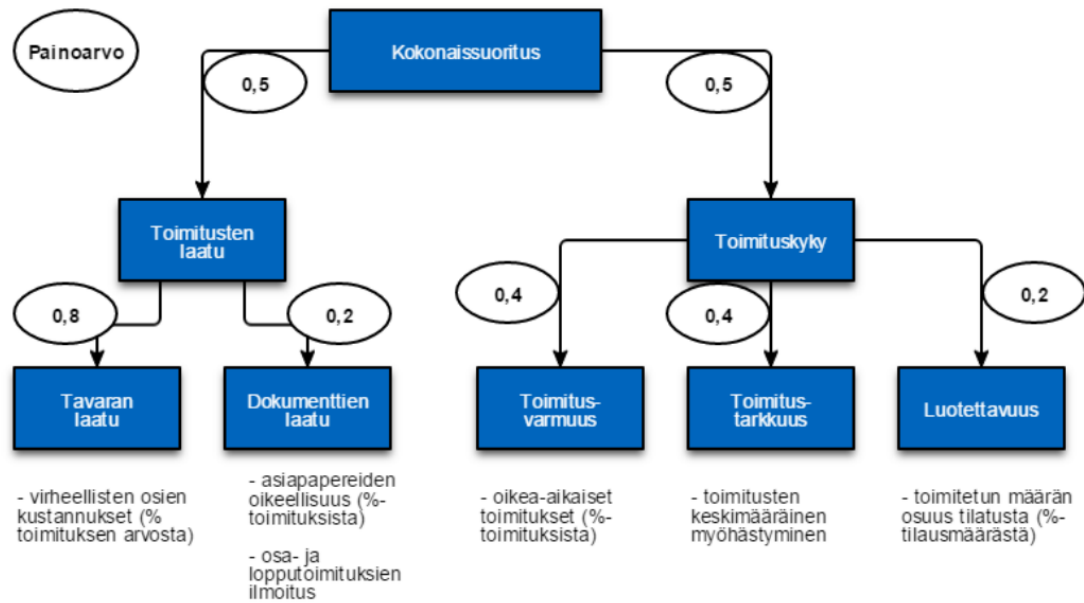 Painoarvo
Kokonaissuoritus
0,5
0,5
Toimitusten
laatu
Toimituskyky
0,8
0,2
0,4
0,4
0,2
Tavaran
laatu
Dokumenttien
laatu
Toimitus-
varmuus
Toimitus-
tarkkuus
Luotettavuus
- virheellisten osien
kustannukset (%
toimituksen arvosta)
- asiapapereiden
oikeellisuus (%-
toimituksista)
- osa- ja
lopputoimituksien
ilmoitus
- oikea-aikaiset
toimitukset (%-
toimituksista)
- toimitusten
keskimääräinen
myöhästyminen
- toimitetun määrän
osuus tilatusta (%-
tilausmäärästä)